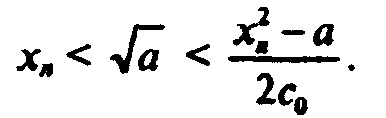 xₙ < √a < (xₙ² − a) / 2c₀ .